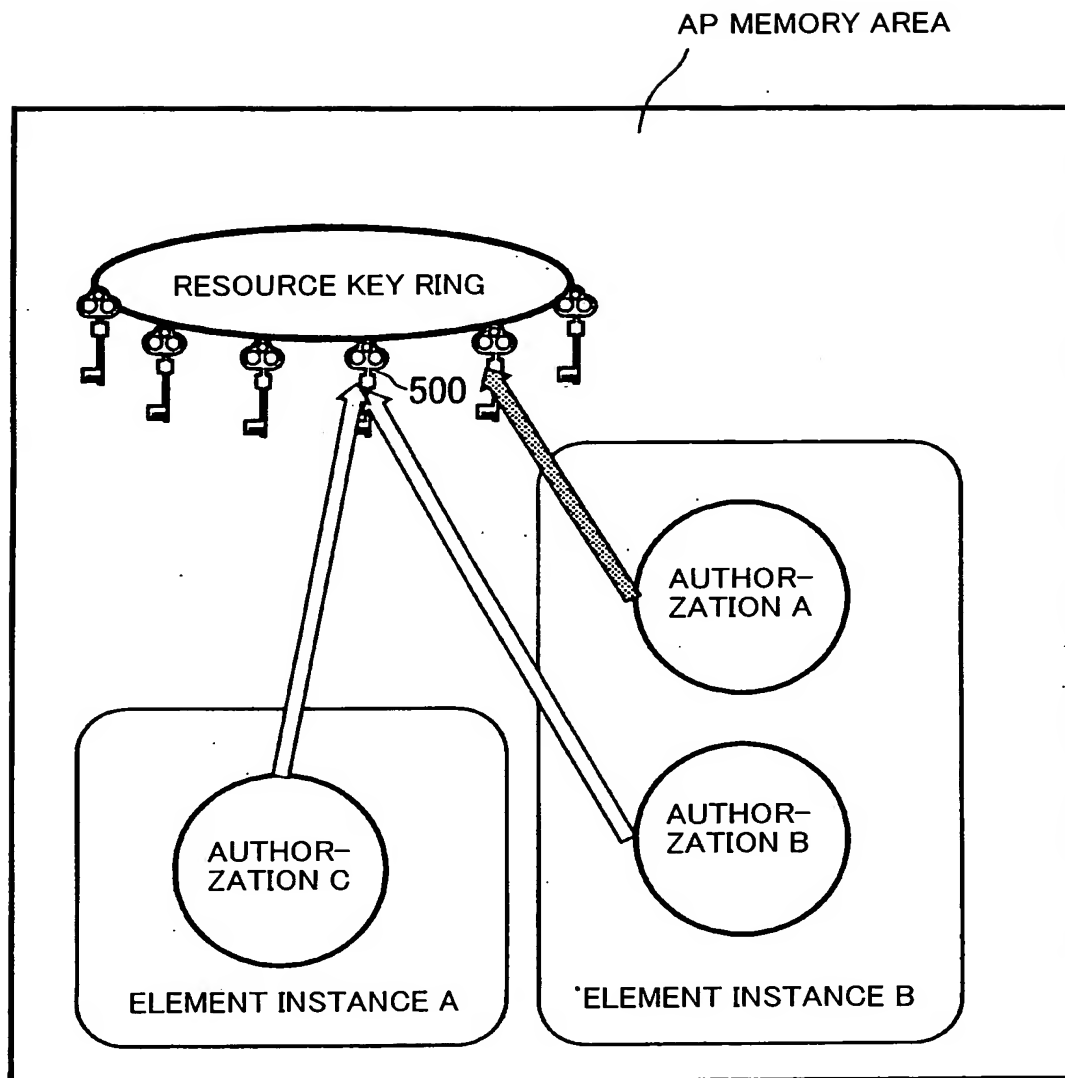 AP MEMORY AREA
RESOURCE KEY RING
500
AUTHOR-
ZATION A
AUTHOR-
ZATION B
AUTHOR-
ZATION C
ELEMENT INSTANCE A
ELEMENT INSTANCE B